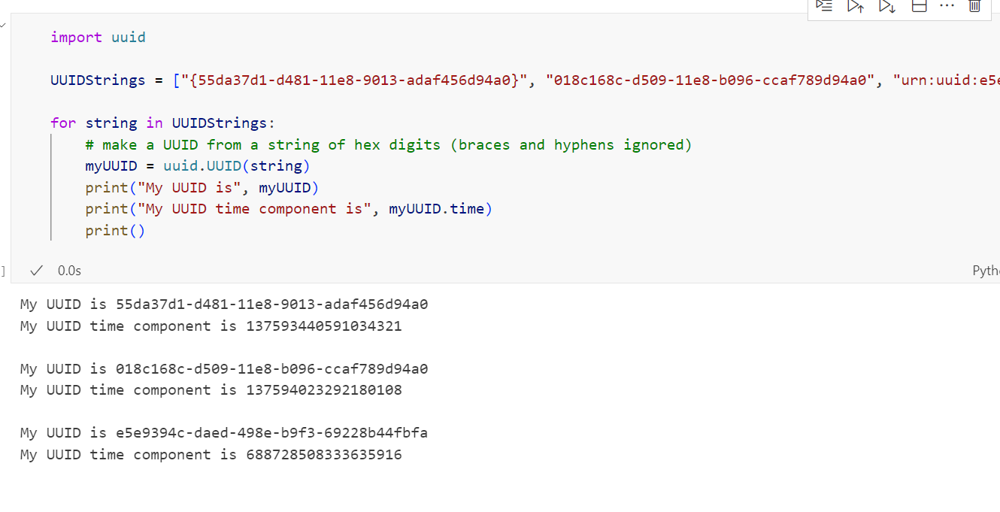 import uuid
UUIDStrings = ["{55da37d1-d481-11e8-9013-adaf456d94a0}", "018c168c-d509-11e8-b096-ccaf789d94a0", "urn:uuid:e5e
for string in UUIDStrings:
# make a UUID from a string of hex digits (braces and hyphens ignored)
myUUID = uuid.UUID(string)
print("My UUID is", myUUID)
print("My UUID time component is", myUUID.time)
print()
] 0.0s Pyth
My UUID is 55da37d1-d481-11e8-9013-adaf456d94a0
My UUID time component is 137593440591034321
My UUID is 018c168c-d509-11e8-b096-ccaf789d94a0
My UUID time component is 137594023292180108
My UUID is e5e9394c-daed-498e-b9f3-69228b44fbfa
My UUID time component is 688728508333635916